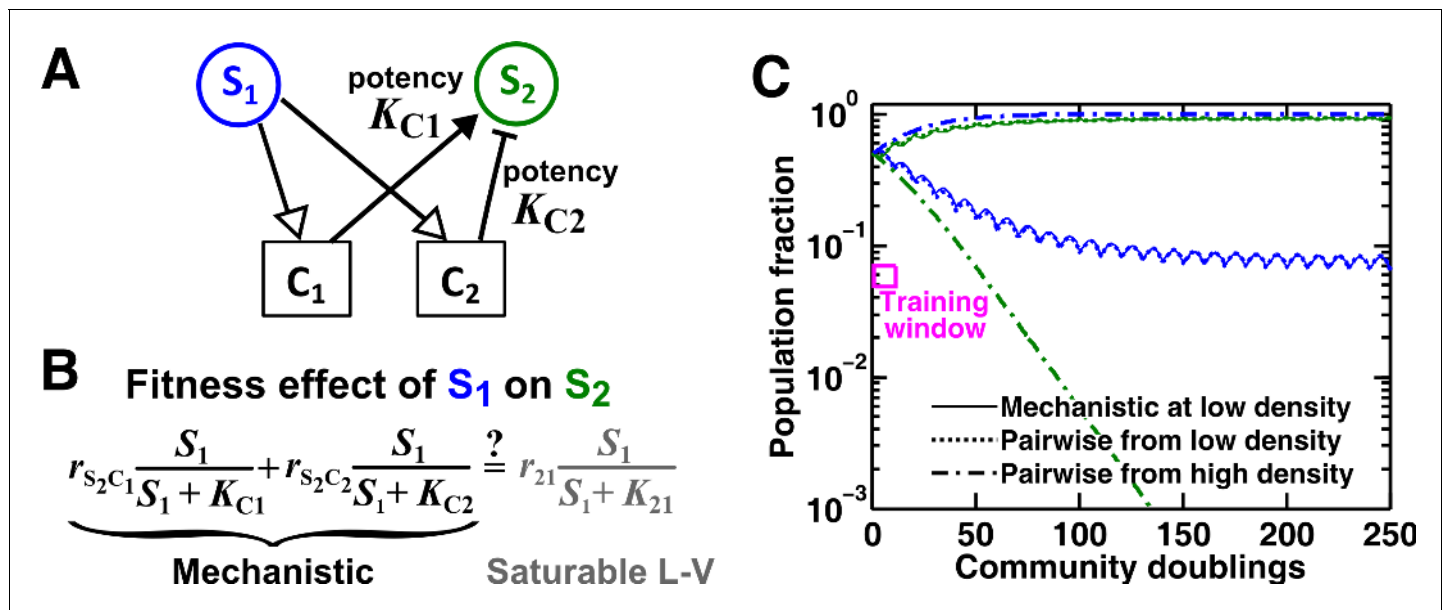 A
S1
potency
KC1
S2
potency
KC2
C1
C2
B
Fitness effect of S1 on S2
rS2C1 S1/(S1 + KC1) + rS2C2 S1/(S1 + KC2) =? r21 S1/(S1 + K21)
Mechanistic
Saturable L-V
C
Population fraction
10^0
10^-1
10^-2
10^-3
Training
window
Mechanistic at low density
Pairwise from low density
Pairwise from high density
0 50 100 150 200 250
Community doublings